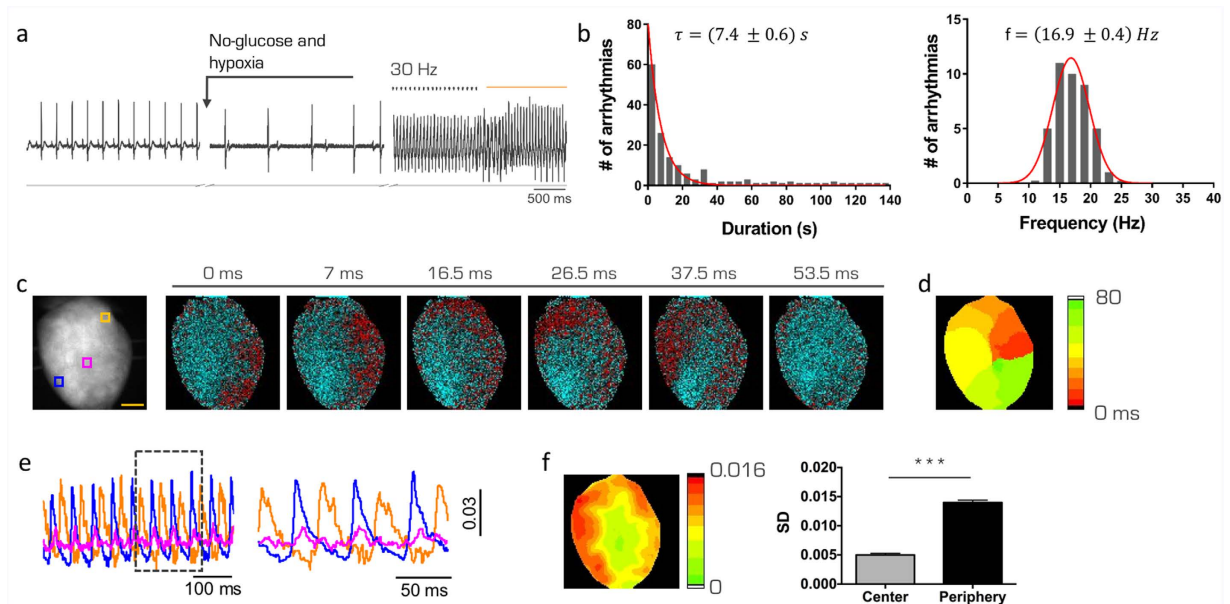 a
No-glucose and
hypoxia
30 Hz
500 ms
b
τ = (7.4 ± 0.6) s
# of arrhythmias
80
60
40
20
0
0 20 40 60 80 100 120 140
Duration (s)
f = (16.9 ± 0.4) Hz
# of arrhythmias
15
10
5
0
0 10 20 30 40
Frequency (Hz)
c
0 ms 7 ms 16.5 ms 26.5 ms 37.5 ms 53.5 ms
d
80
0 ms
e
100 ms
0.03
50 ms
f
0.016
0
SD
0.020
0.015
0.010
0.005
0.000
***
Center Periphery